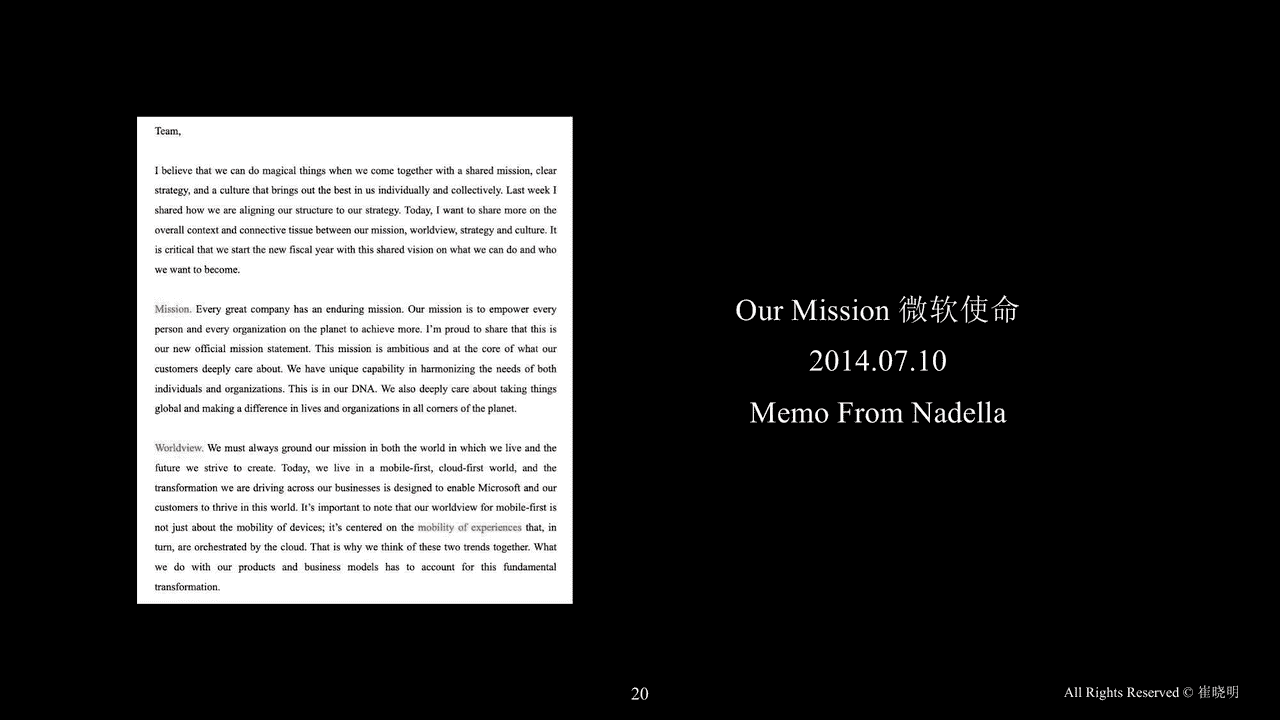 Team,
I believe that we can do magical things when we come together with a shared mission, clear
strategy, and a culture that brings out the best in us individually and collectively. Last week I
shared how we are aligning our structure to our strategy. Today, I want to share more on the
overall context and connective tissue between our mission, worldview, strategy and culture. It
is critical that we start the new fiscal year with this shared vision on what we can do and who
we want to become.
Mission. Every great company has an enduring mission. Our mission is to empower every
person and every organization on the planet to achieve more. I’m proud to share that this is
our new official mission statement. This mission is ambitious and at the core of what our
customers deeply care about. We have unique capability in harmonizing the needs of both
individuals and organizations. This is in our DNA. We also deeply care about taking things
global and making a difference in lives and organizations in all corners of the planet.
Worldview. We must always ground our mission in both the world in which we live and the
future we strive to create. Today, we live in a mobile-first, cloud-first world, and the
transformation we are driving across our businesses is designed to enable Microsoft and our
customers to thrive in this world. It’s important to note that our worldview for mobile-first is
not just about the mobility of devices; it’s centered on the mobility of experiences that, in
turn, are orchestrated by the cloud. That is why we think of these two trends together. What
we do with our products and business models has to account for this fundamental
transformation.
Our Mission 微软使命
2014.07.10
Memo From Nadella
20
All Rights Reserved © 崔晓明